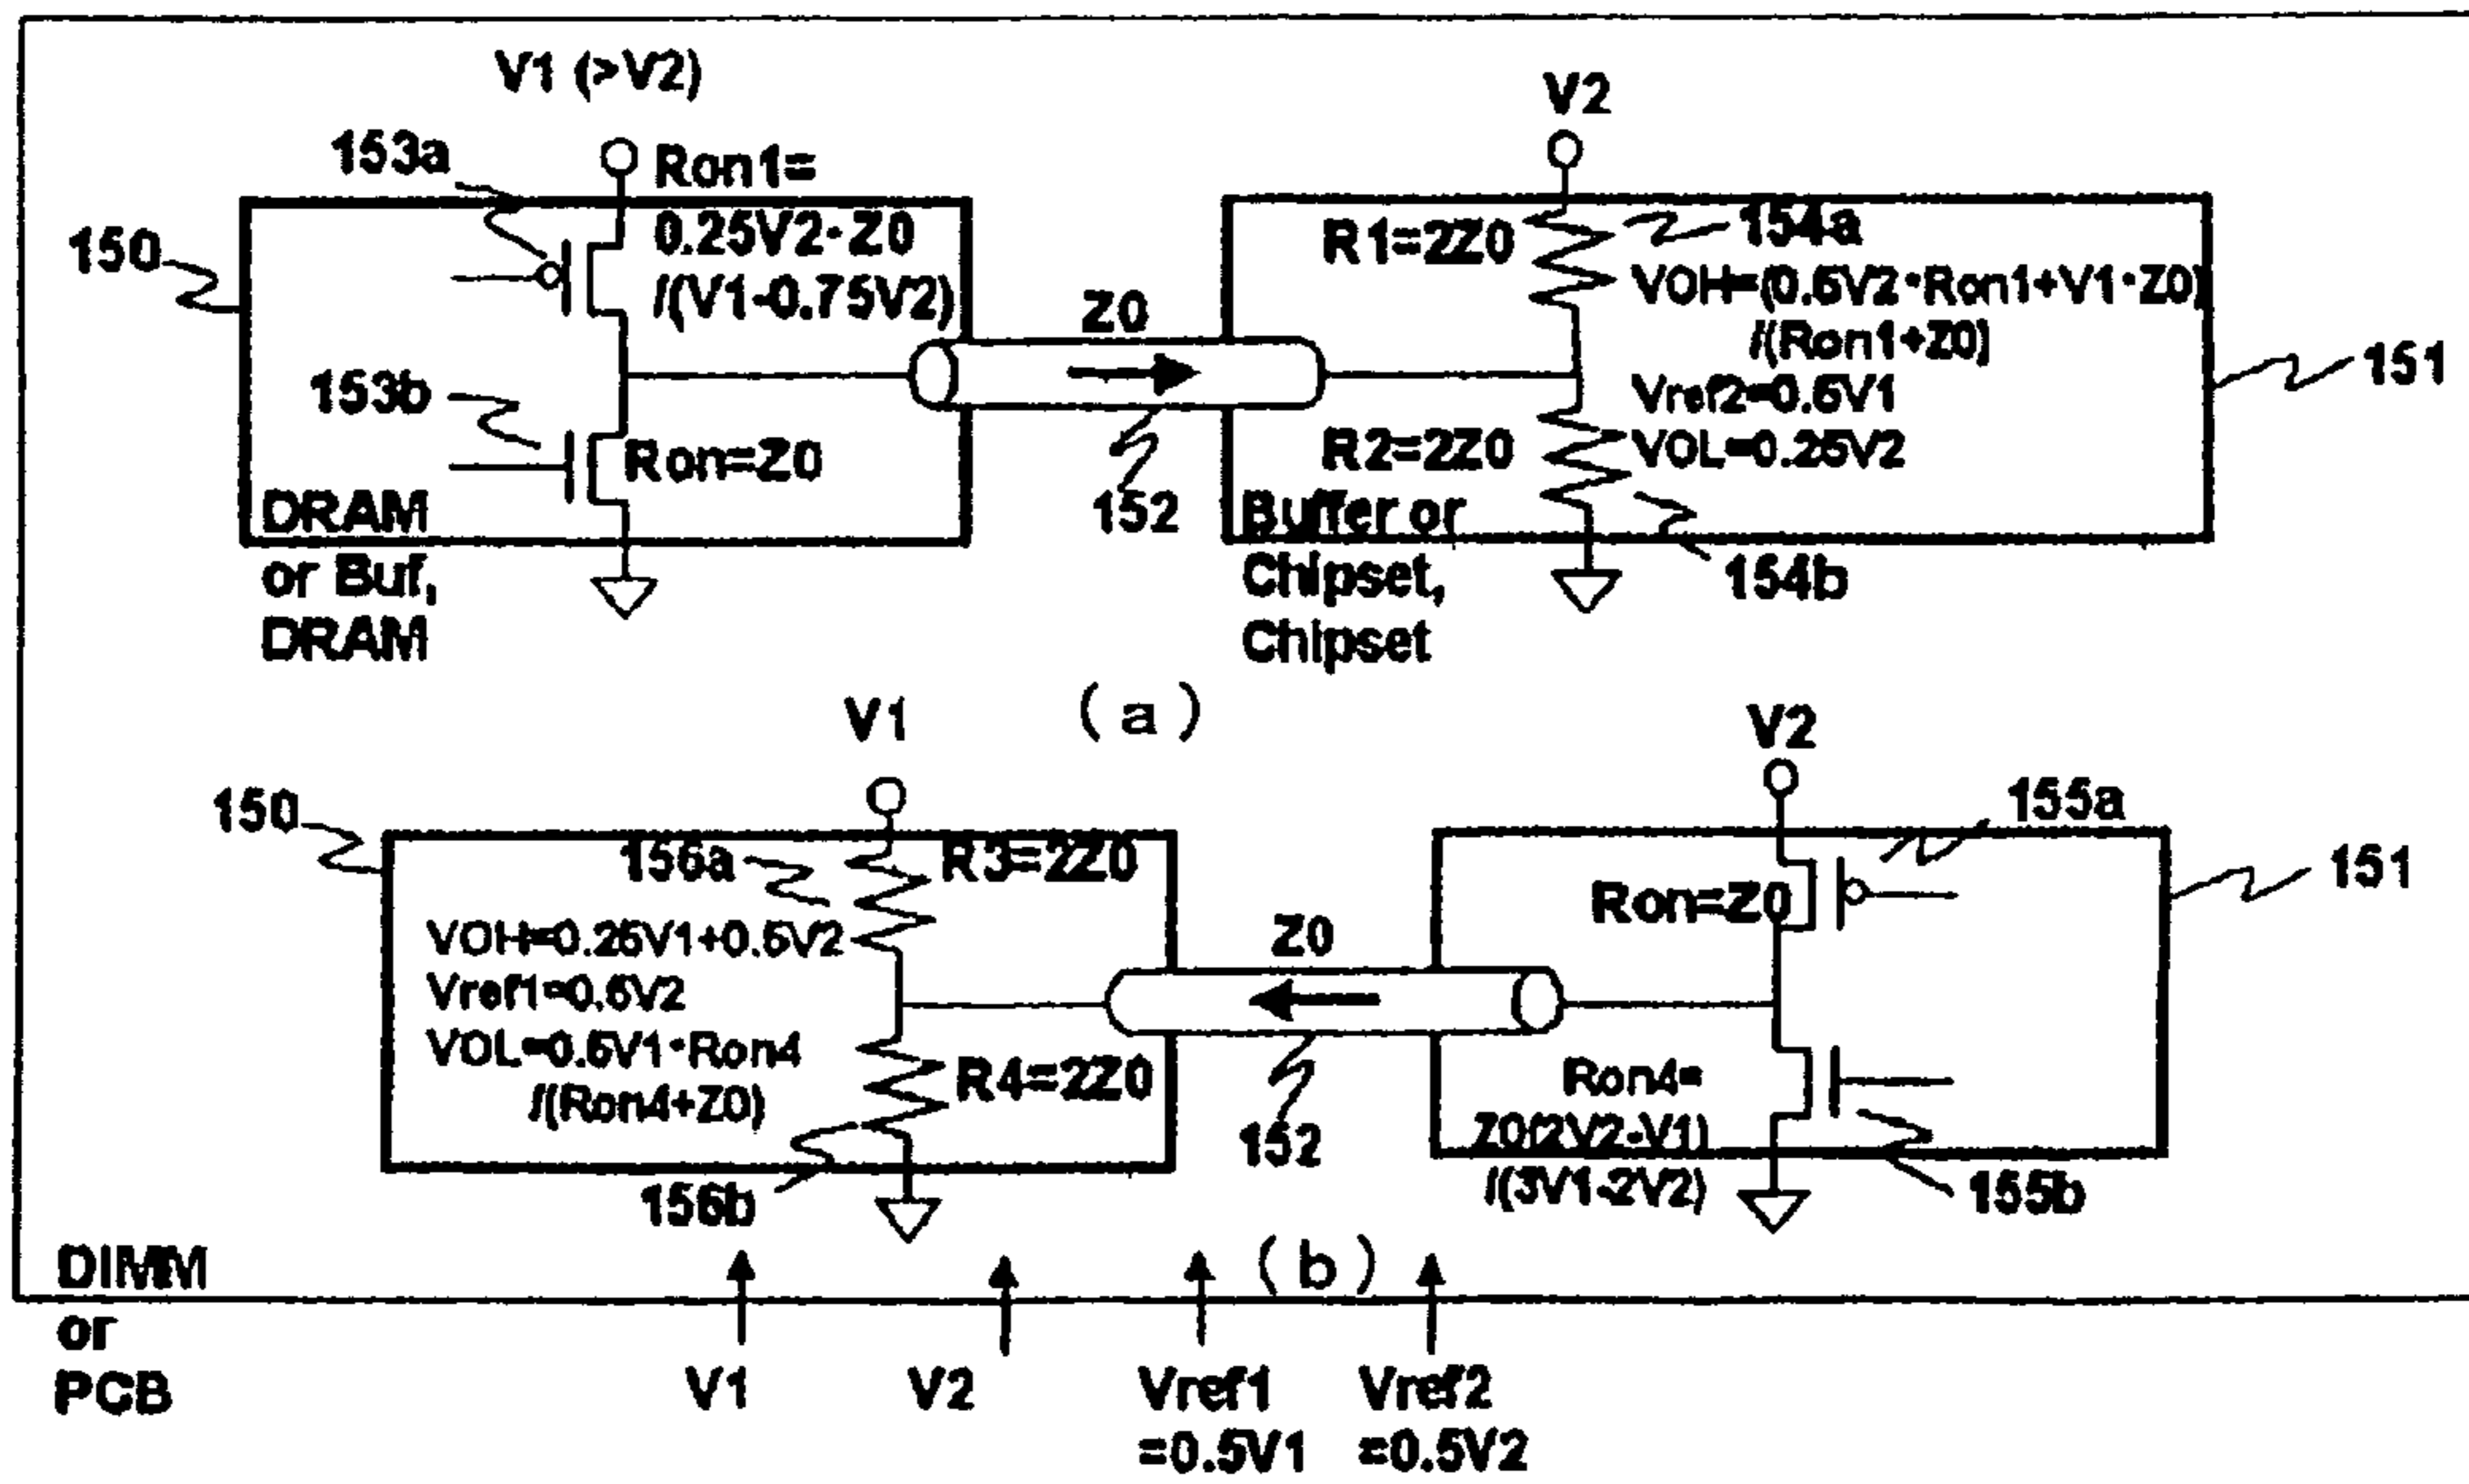 V1 (>V2)
V2
153a
Ron1=
0.25V2·Z0
/(V1-0.75V2)
150
R1=2Z0
154a
VOH=(0.5V2·Ron1+V1·Z0)
/(Ron1+Z0)
Z0
151
153b
Vref2=0.5V1
Ron=Z0
R2=2Z0
VOL=0.25V2
152
DRAM
or Buf,
DRAM
Buffer or
Chipset,
Chipset
154b
(a)
V1
V2
150
155a
156a
R3=2Z0
Ron=Z0
151
VOH=0.25V1+0.5V2
Vref1=0.5V2
VOL=0.5V1·Ron4
/(Ron4+Z0)
Z0
R4=2Z0
Ron4=
Z0(2V2-V1)
/(3V1-2V2)
152
156b
155b
(b)
DIMM
or
PCB
V1
V2
Vref1
=0.5V1
Vref2
=0.5V2